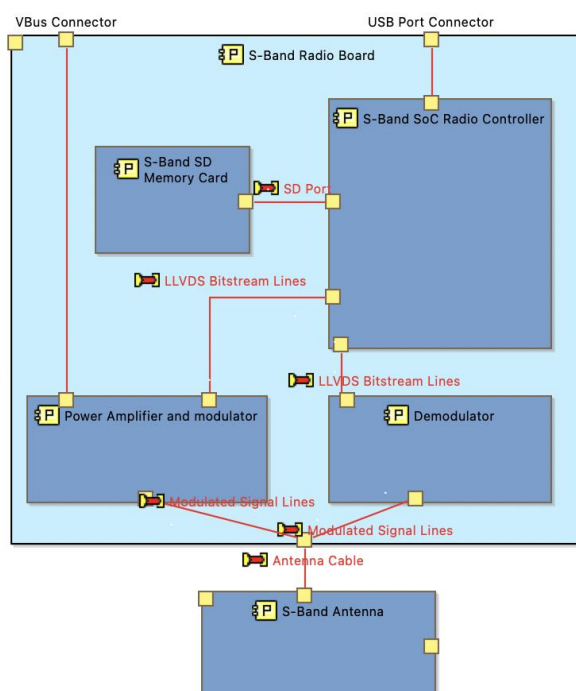 VBus Connector
USB Port Connector
P S-Band Radio Board
P S-Band SoC Radio Controller
P S-Band SD
Memory Card
SD Port
LLVDS Bitstream Lines
LLVDS Bitstream Lines
P Power Amplifier and modulator
P Demodulator
Modulated Signal Lines
Modulated Signal Lines
Antenna Cable
P S-Band Antenna